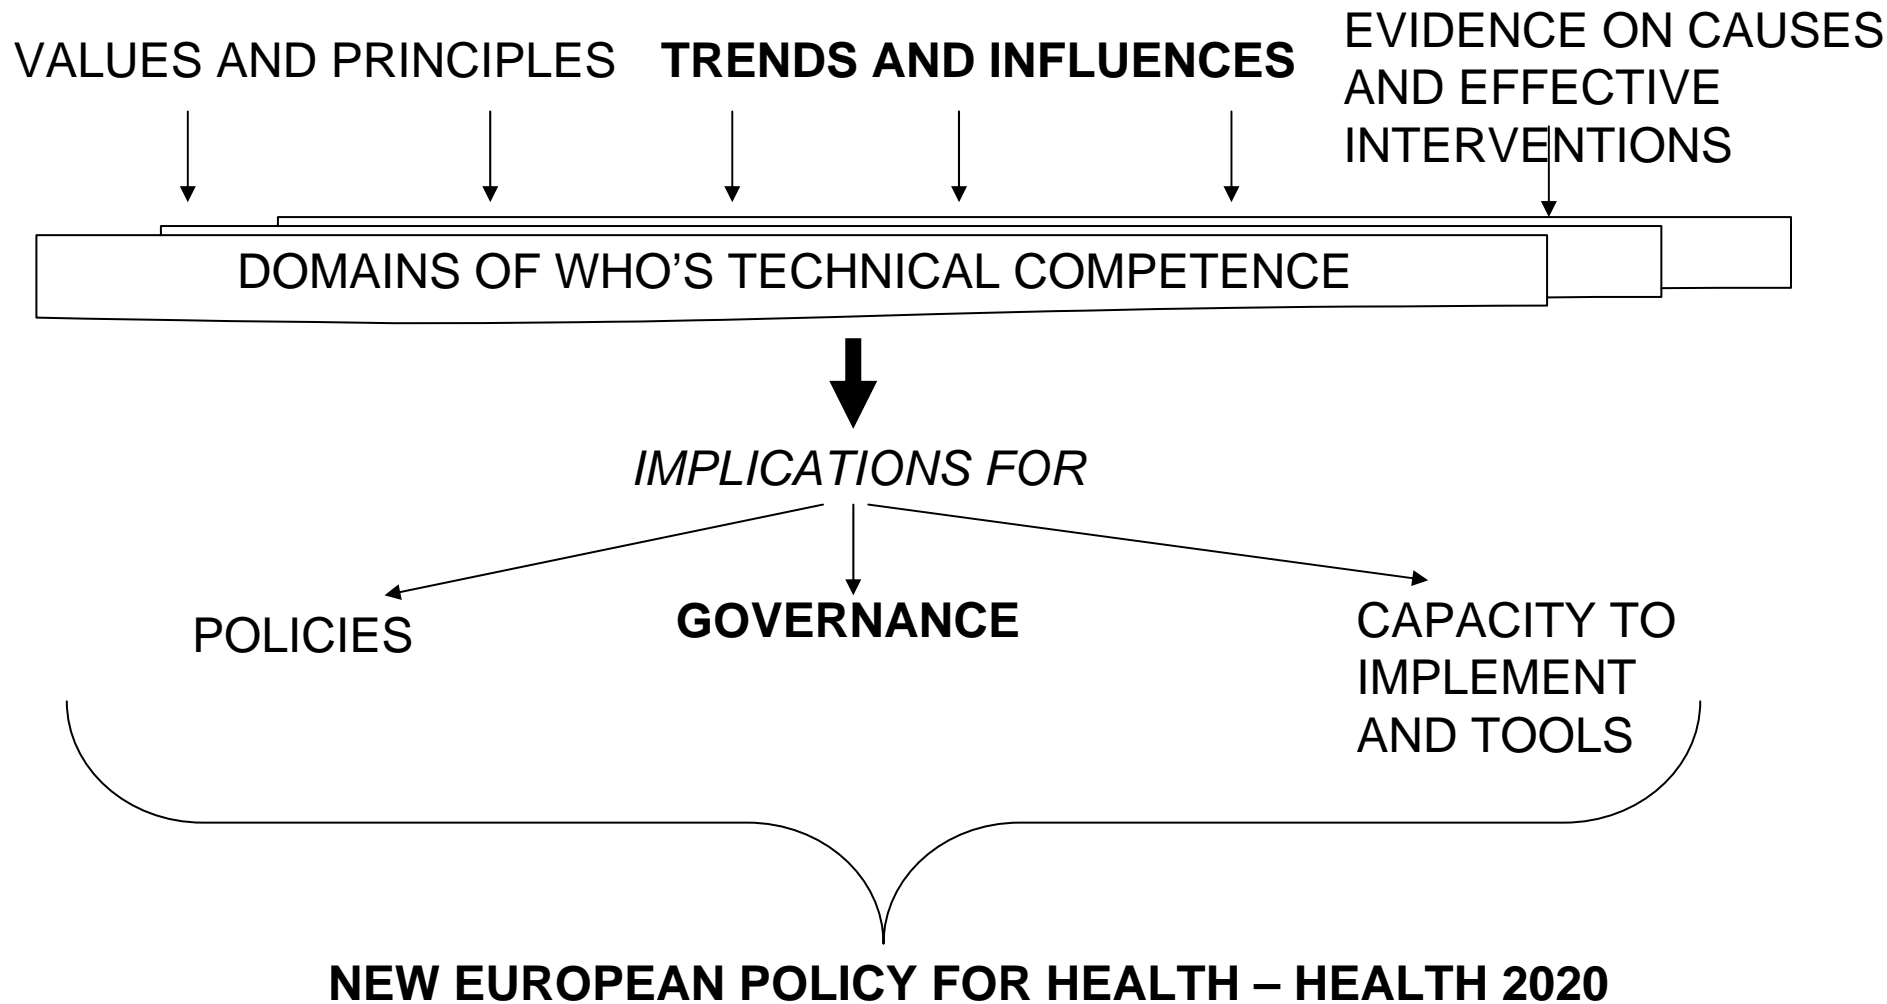 VALUES AND PRINCIPLES
TRENDS AND INFLUENCES
EVIDENCE ON CAUSES
AND EFFECTIVE
INTERVENTIONS
DOMAINS OF WHO'S TECHNICAL COMPETENCE
IMPLICATIONS FOR
POLICIES
GOVERNANCE
CAPACITY TO
IMPLEMENT
AND TOOLS
NEW EUROPEAN POLICY FOR HEALTH – HEALTH 2020